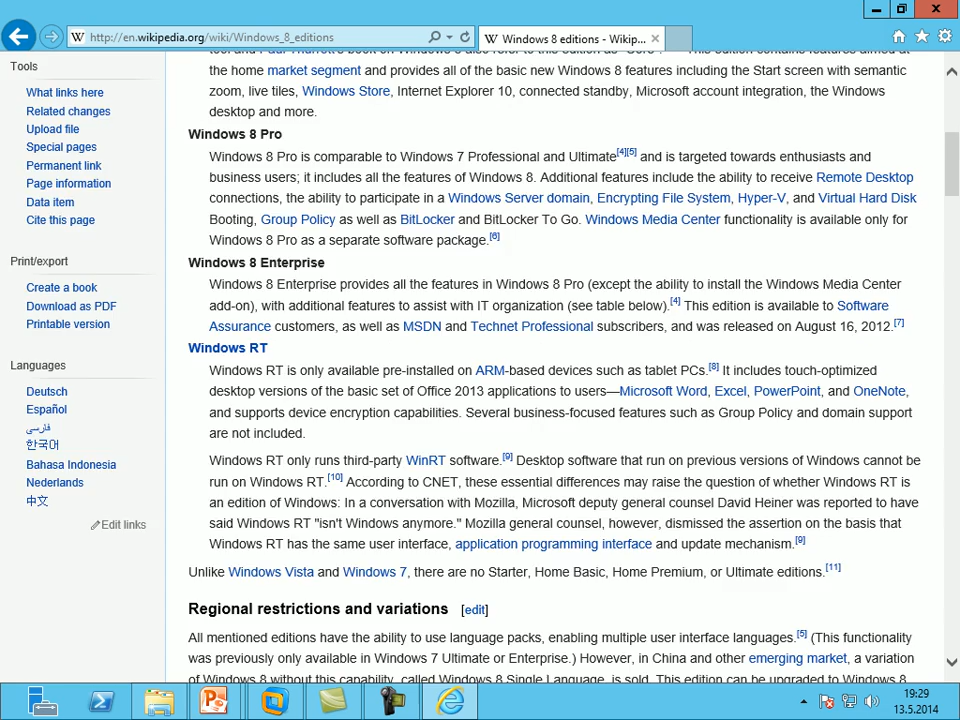 http://en.wikipedia.org/wiki/Windows_8_editions
Windows 8 editions - Wikip...
Tools
What links here
Related changes
Upload file
Special pages
Permanent link
Page information
Data item
Cite this page
Print/export
Create a book
Download as PDF
Printable version
Languages
Deutsch
Español
فارسی
한국어
Bahasa Indonesia
Nederlands
中文
Edit links
the home market segment and provides all of the basic new Windows 8 features including the Start screen with semantic
zoom, live tiles, Windows Store, Internet Explorer 10, connected standby, Microsoft account integration, the Windows
desktop and more.
Windows 8 Pro
Windows 8 Pro is comparable to Windows 7 Professional and Ultimate[4][5] and is targeted towards enthusiasts and
business users; it includes all the features of Windows 8. Additional features include the ability to receive Remote Desktop
connections, the ability to participate in a Windows Server domain, Encrypting File System, Hyper-V, and Virtual Hard Disk
Booting, Group Policy as well as BitLocker and BitLocker To Go. Windows Media Center functionality is available only for
Windows 8 Pro as a separate software package.[6]
Windows 8 Enterprise
Windows 8 Enterprise provides all the features in Windows 8 Pro (except the ability to install the Windows Media Center
add-on), with additional features to assist with IT organization (see table below).[4] This edition is available to Software
Assurance customers, as well as MSDN and Technet Professional subscribers, and was released on August 16, 2012.[7]
Windows RT
Windows RT is only available pre-installed on ARM-based devices such as tablet PCs.[8] It includes touch-optimized
desktop versions of the basic set of Office 2013 applications to users—Microsoft Word, Excel, PowerPoint, and OneNote,
and supports device encryption capabilities. Several business-focused features such as Group Policy and domain support
are not included.
Windows RT only runs third-party WinRT software.[9] Desktop software that run on previous versions of Windows cannot be
run on Windows RT.[10] According to CNET, these essential differences may raise the question of whether Windows RT is
an edition of Windows: In a conversation with Mozilla, Microsoft deputy general counsel David Heiner was reported to have
said Windows RT "isn't Windows anymore." Mozilla general counsel, however, dismissed the assertion on the basis that
Windows RT has the same user interface, application programming interface and update mechanism.[9]
Unlike Windows Vista and Windows 7, there are no Starter, Home Basic, Home Premium, or Ultimate editions.[11]
Regional restrictions and variations [edit]
All mentioned editions have the ability to use language packs, enabling multiple user interface languages.[5] (This functionality
was previously only available in Windows 7 Ultimate or Enterprise.) However, in China and other emerging market, a variation
of Windows 8 without this capability, called Windows 8 Single Language, is sold. This edition can be upgraded to Windows 8
19:29
13.5.2014